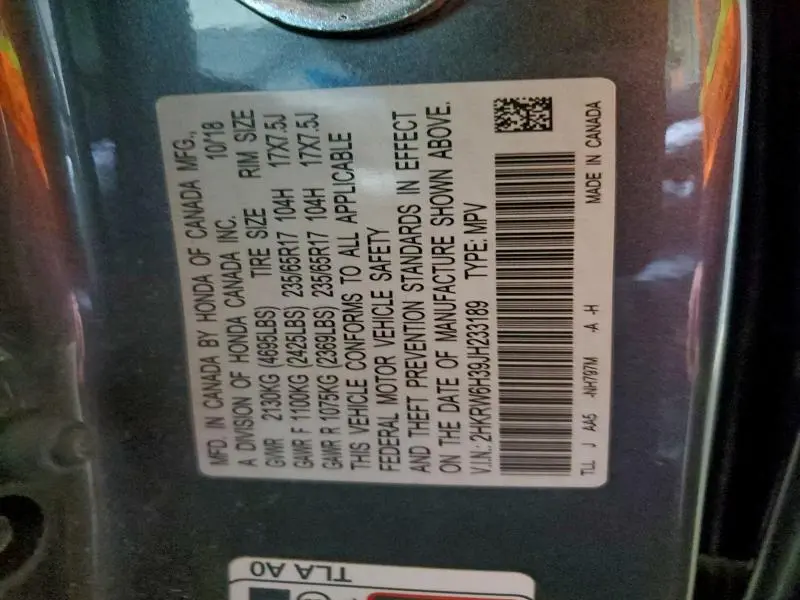 MFD. IN CANADA BY HONDA OF CANADA MFG.,
A DIVISION OF HONDA CANADA INC. 10/18
GVWR 2130KG (4695LBS) TIRE SIZE RIM SIZE
GAWR F 1100KG (2425LBS) 235/65R17 104H 17X7.5J
GAWR R 1075KG (2369LBS) 235/65R17 104H 17X7.5J
THIS VEHICLE CONFORMS TO ALL APPLICABLE
FEDERAL MOTOR VEHICLE SAFETY
AND THEFT PREVENTION STANDARDS IN EFFECT
ON THE DATE OF MANUFACTURE SHOWN ABOVE.
V.I.N.: 2HKRW6H39JH233189 TYPE: MPV
TLL J AA5 -NH797M -A -H MADE IN CANADA
TLA A0